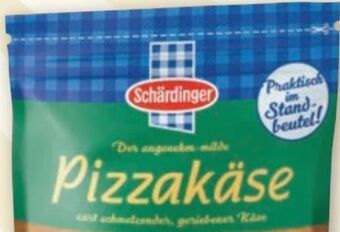 Schärdinger
Praktisch
im
Stand-
beutel!
Der angenehm-milde
Pizzakäse
zart schmelzender, geriebener Käse